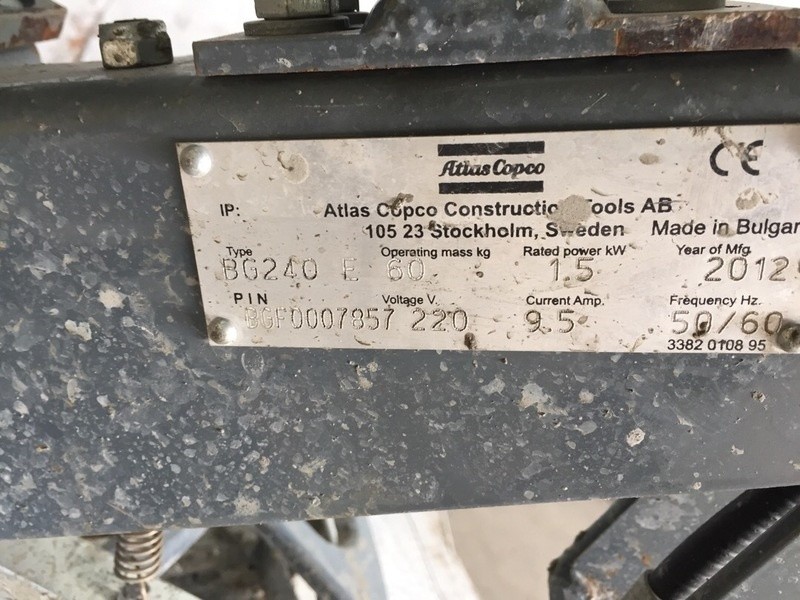 Atlas Copco
CE
IP: Atlas Copco Construction Tools AB
105 23 Stockholm, Sweden Made in Bulgar
Type Operating mass kg Rated power kW Year of Mfg
BG240 E 60 1.5 2012
PIN Voltage V. Current Amp. Frequency Hz.
BGF0007857 220 9.5 50/60
3382 0108 95